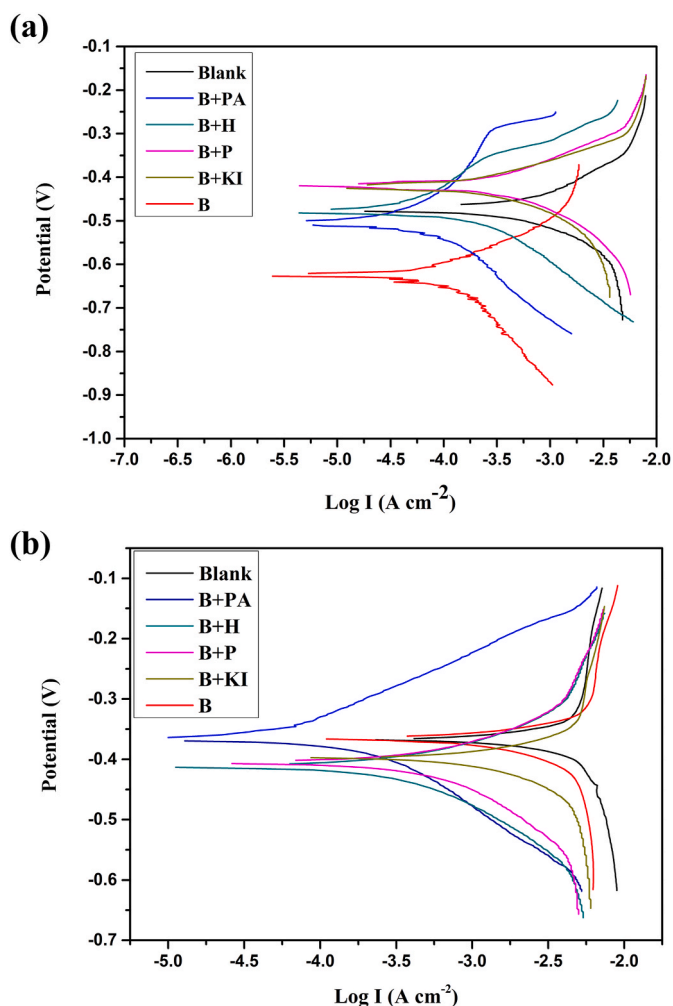 (a)
-0.1
-0.2
-0.3
-0.4
-0.5
-0.6
-0.7
-0.8
-0.9
-1.0
Potential (V)
Blank
B+PA
B+H
B+P
B+KI
B
-7.0 -6.5 -6.0 -5.5 -5.0 -4.5 -4.0 -3.5 -3.0 -2.5 -2.0
Log I (A cm-2)
(b)
-0.1
-0.2
-0.3
-0.4
-0.5
-0.6
-0.7
Potential (V)
Blank
B+PA
B+H
B+P
B+KI
B
-5.0 -4.5 -4.0 -3.5 -3.0 -2.5 -2.0
Log I (A cm-2)